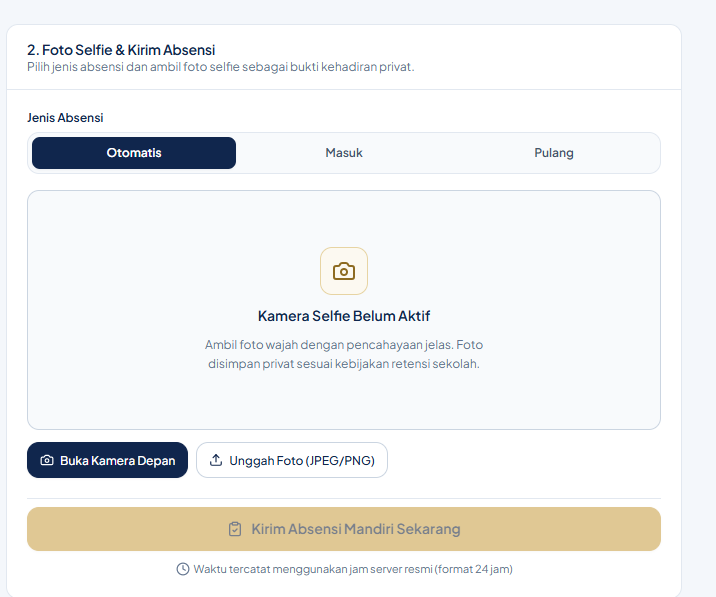 2. Foto Selfie & Kirim Absensi
Pilih jenis absensi dan ambil foto selfie sebagai bukti kehadiran privat.
Jenis Absensi
Otomatis
Masuk
Pulang
Kamera Selfie Belum Aktif
Ambil foto wajah dengan pencahayaan jelas. Foto
disimpan privat sesuai kebijakan retensi sekolah.
Buka Kamera Depan
Unggah Foto (JPEG/PNG)
Kirim Absensi Mandiri Sekarang
Waktu tercatat menggunakan jam server resmi (format 24 jam)